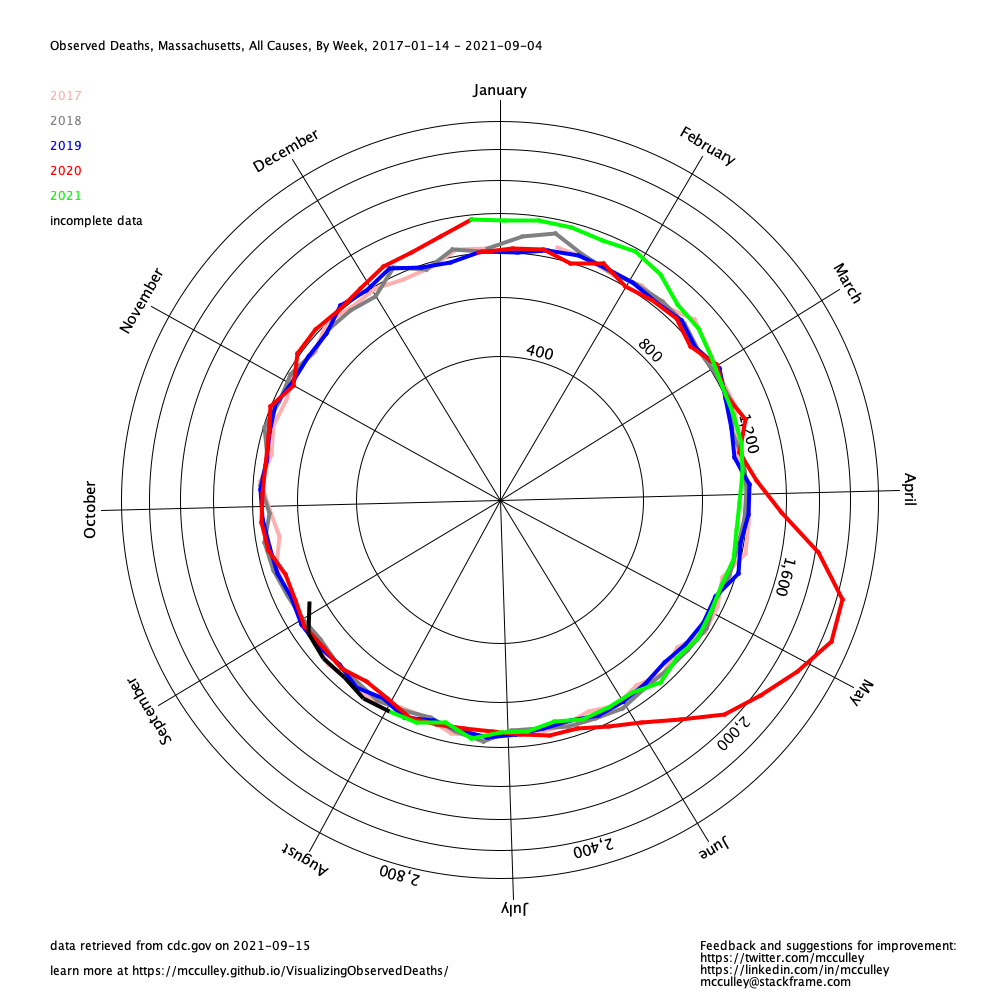 Observed Deaths, Massachusetts, All Causes, By Week, 2017-01-14 - 2021-09-04
2017
2018
2019
2020
2021
incomplete data
January
February
March
April
May
June
July
August
September
October
November
December
400
800
1,200
1,600
2,000
2,400
2,800
data retrieved from cdc.gov on 2021-09-15
learn more at https://mcculley.github.io/VisualizingObservedDeaths/
Feedback and suggestions for improvement:
https://twitter.com/mcculley
https://linkedin.com/in/mcculley
mcculley@stackframe.com